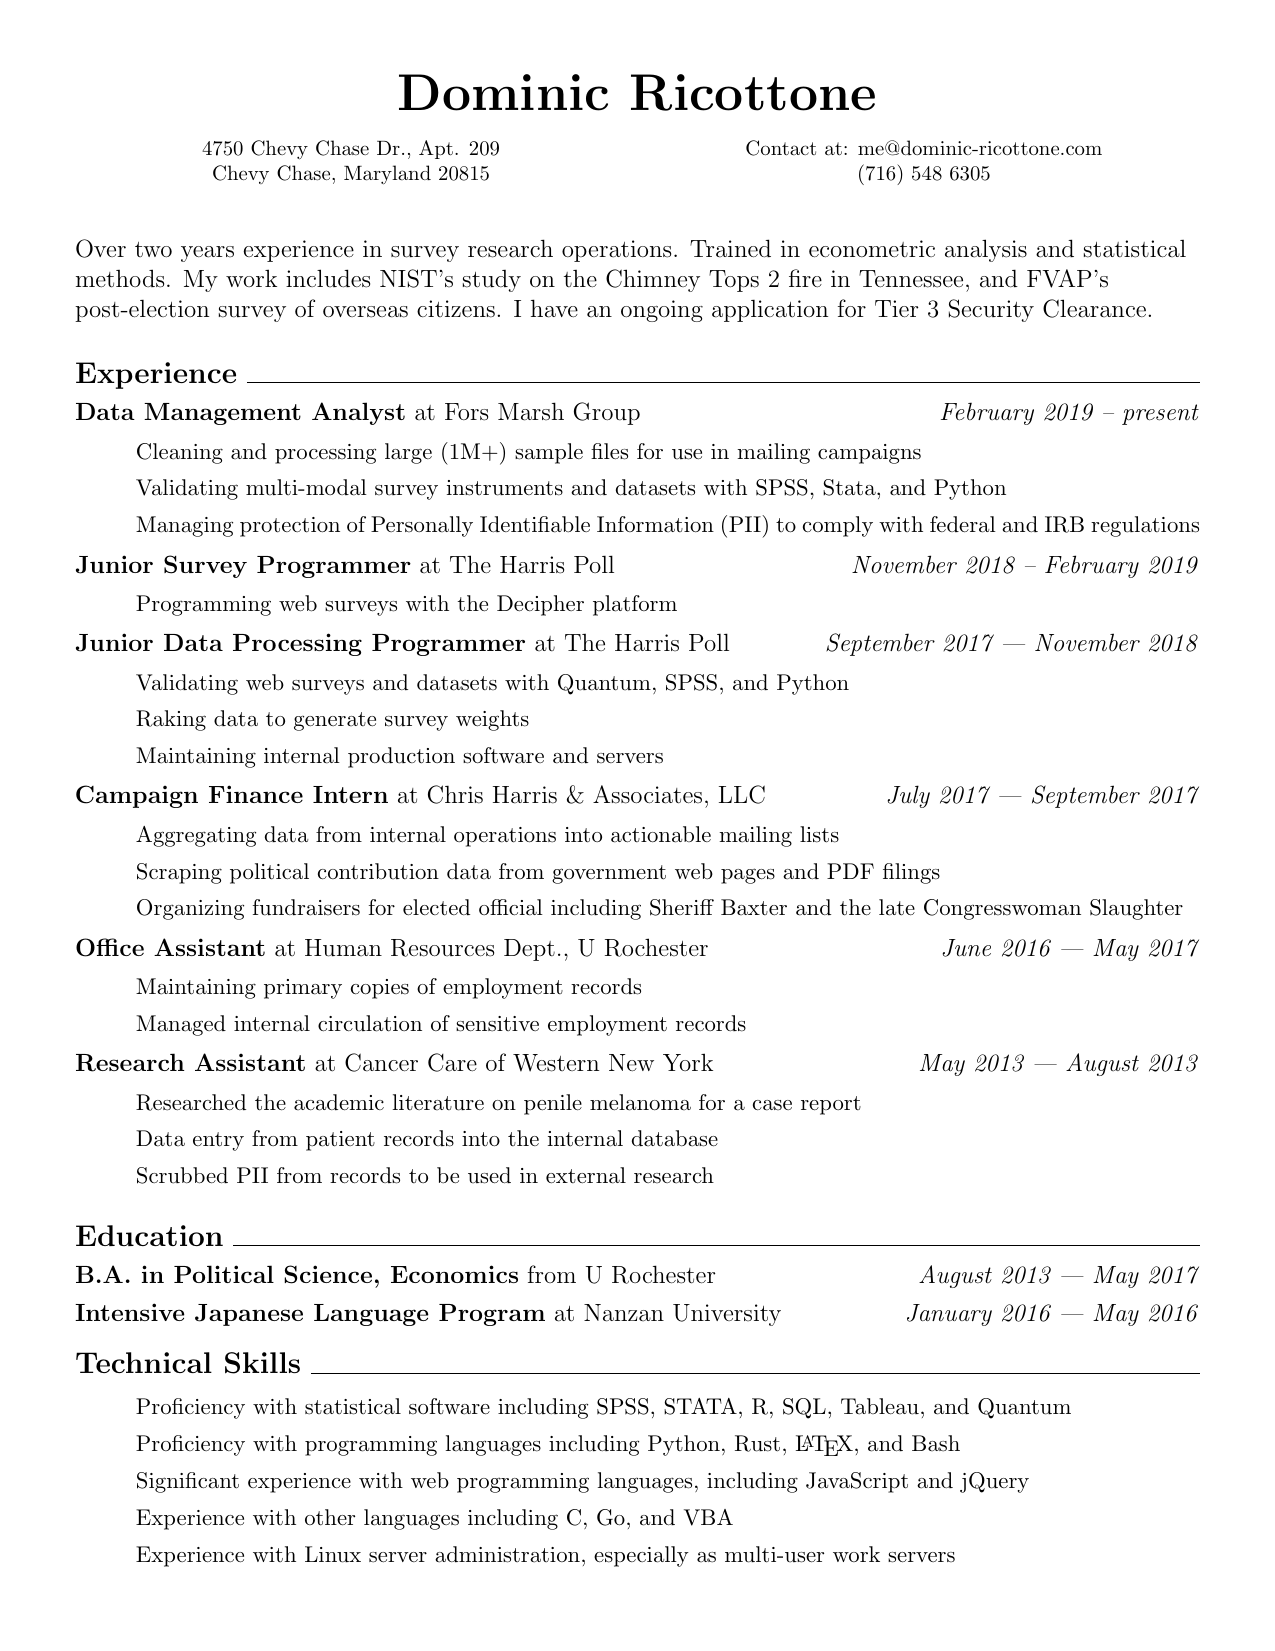 Dominic Ricottone
4750 Chevy Chase Dr., Apt. 209
Chevy Chase, Maryland 20815
Contact at: me@dominic-ricottone.com
(716) 548 6305
Over two years experience in survey research operations. Trained in econometric analysis and statistical
methods. My work includes NIST's study on the Chimney Tops 2 fire in Tennessee, and FVAP's
post-election survey of overseas citizens. I have an ongoing application for Tier 3 Security Clearance.
Experience
Data Management Analyst at Fors Marsh Group February 2019 – present
Cleaning and processing large (1M+) sample files for use in mailing campaigns
Validating multi-modal survey instruments and datasets with SPSS, Stata, and Python
Managing protection of Personally Identifiable Information (PII) to comply with federal and IRB regulations
Junior Survey Programmer at The Harris Poll November 2018 – February 2019
Programming web surveys with the Decipher platform
Junior Data Processing Programmer at The Harris Poll September 2017 — November 2018
Validating web surveys and datasets with Quantum, SPSS, and Python
Raking data to generate survey weights
Maintaining internal production software and servers
Campaign Finance Intern at Chris Harris & Associates, LLC July 2017 — September 2017
Aggregating data from internal operations into actionable mailing lists
Scraping political contribution data from government web pages and PDF filings
Organizing fundraisers for elected official including Sheriff Baxter and the late Congresswoman Slaughter
Office Assistant at Human Resources Dept., U Rochester June 2016 — May 2017
Maintaining primary copies of employment records
Managed internal circulation of sensitive employment records
Research Assistant at Cancer Care of Western New York May 2013 — August 2013
Researched the academic literature on penile melanoma for a case report
Data entry from patient records into the internal database
Scrubbed PII from records to be used in external research
Education
B.A. in Political Science, Economics from U Rochester August 2013 — May 2017
Intensive Japanese Language Program at Nanzan University January 2016 — May 2016
Technical Skills
Proficiency with statistical software including SPSS, STATA, R, SQL, Tableau, and Quantum
Proficiency with programming languages including Python, Rust, LATEX, and Bash
Significant experience with web programming languages, including JavaScript and jQuery
Experience with other languages including C, Go, and VBA
Experience with Linux server administration, especially as multi-user work servers